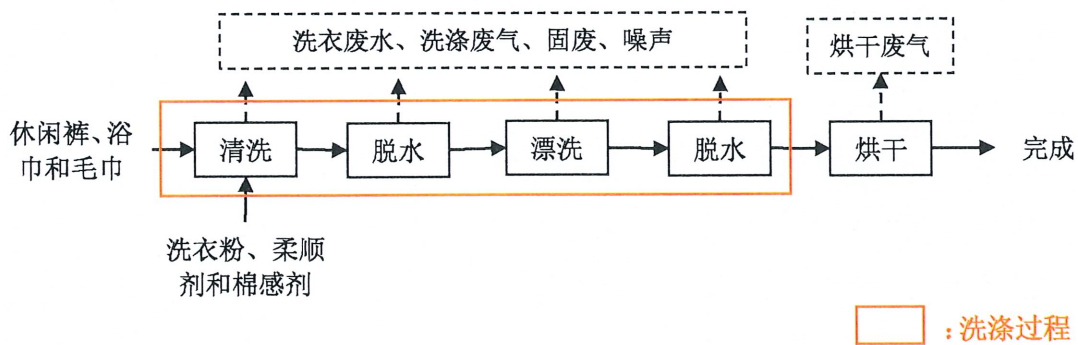 洗衣废水、洗涤废气、固废、噪声
烘干废气
休闲裤、浴
巾和毛巾
清洗
脱水
漂洗
脱水
烘干
完成
洗衣粉、柔顺
剂和棉感剂
：洗涤过程